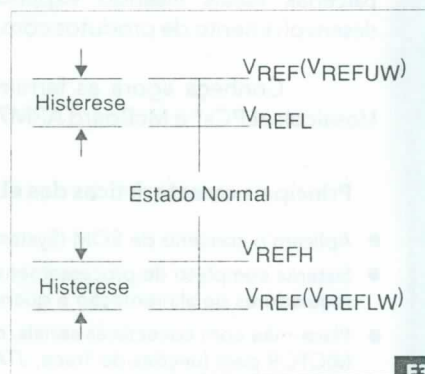 VREF(VREFUW)
Histerese
VREFL
Estado Normal
VREFH
Histerese
VREF(VREFLW)